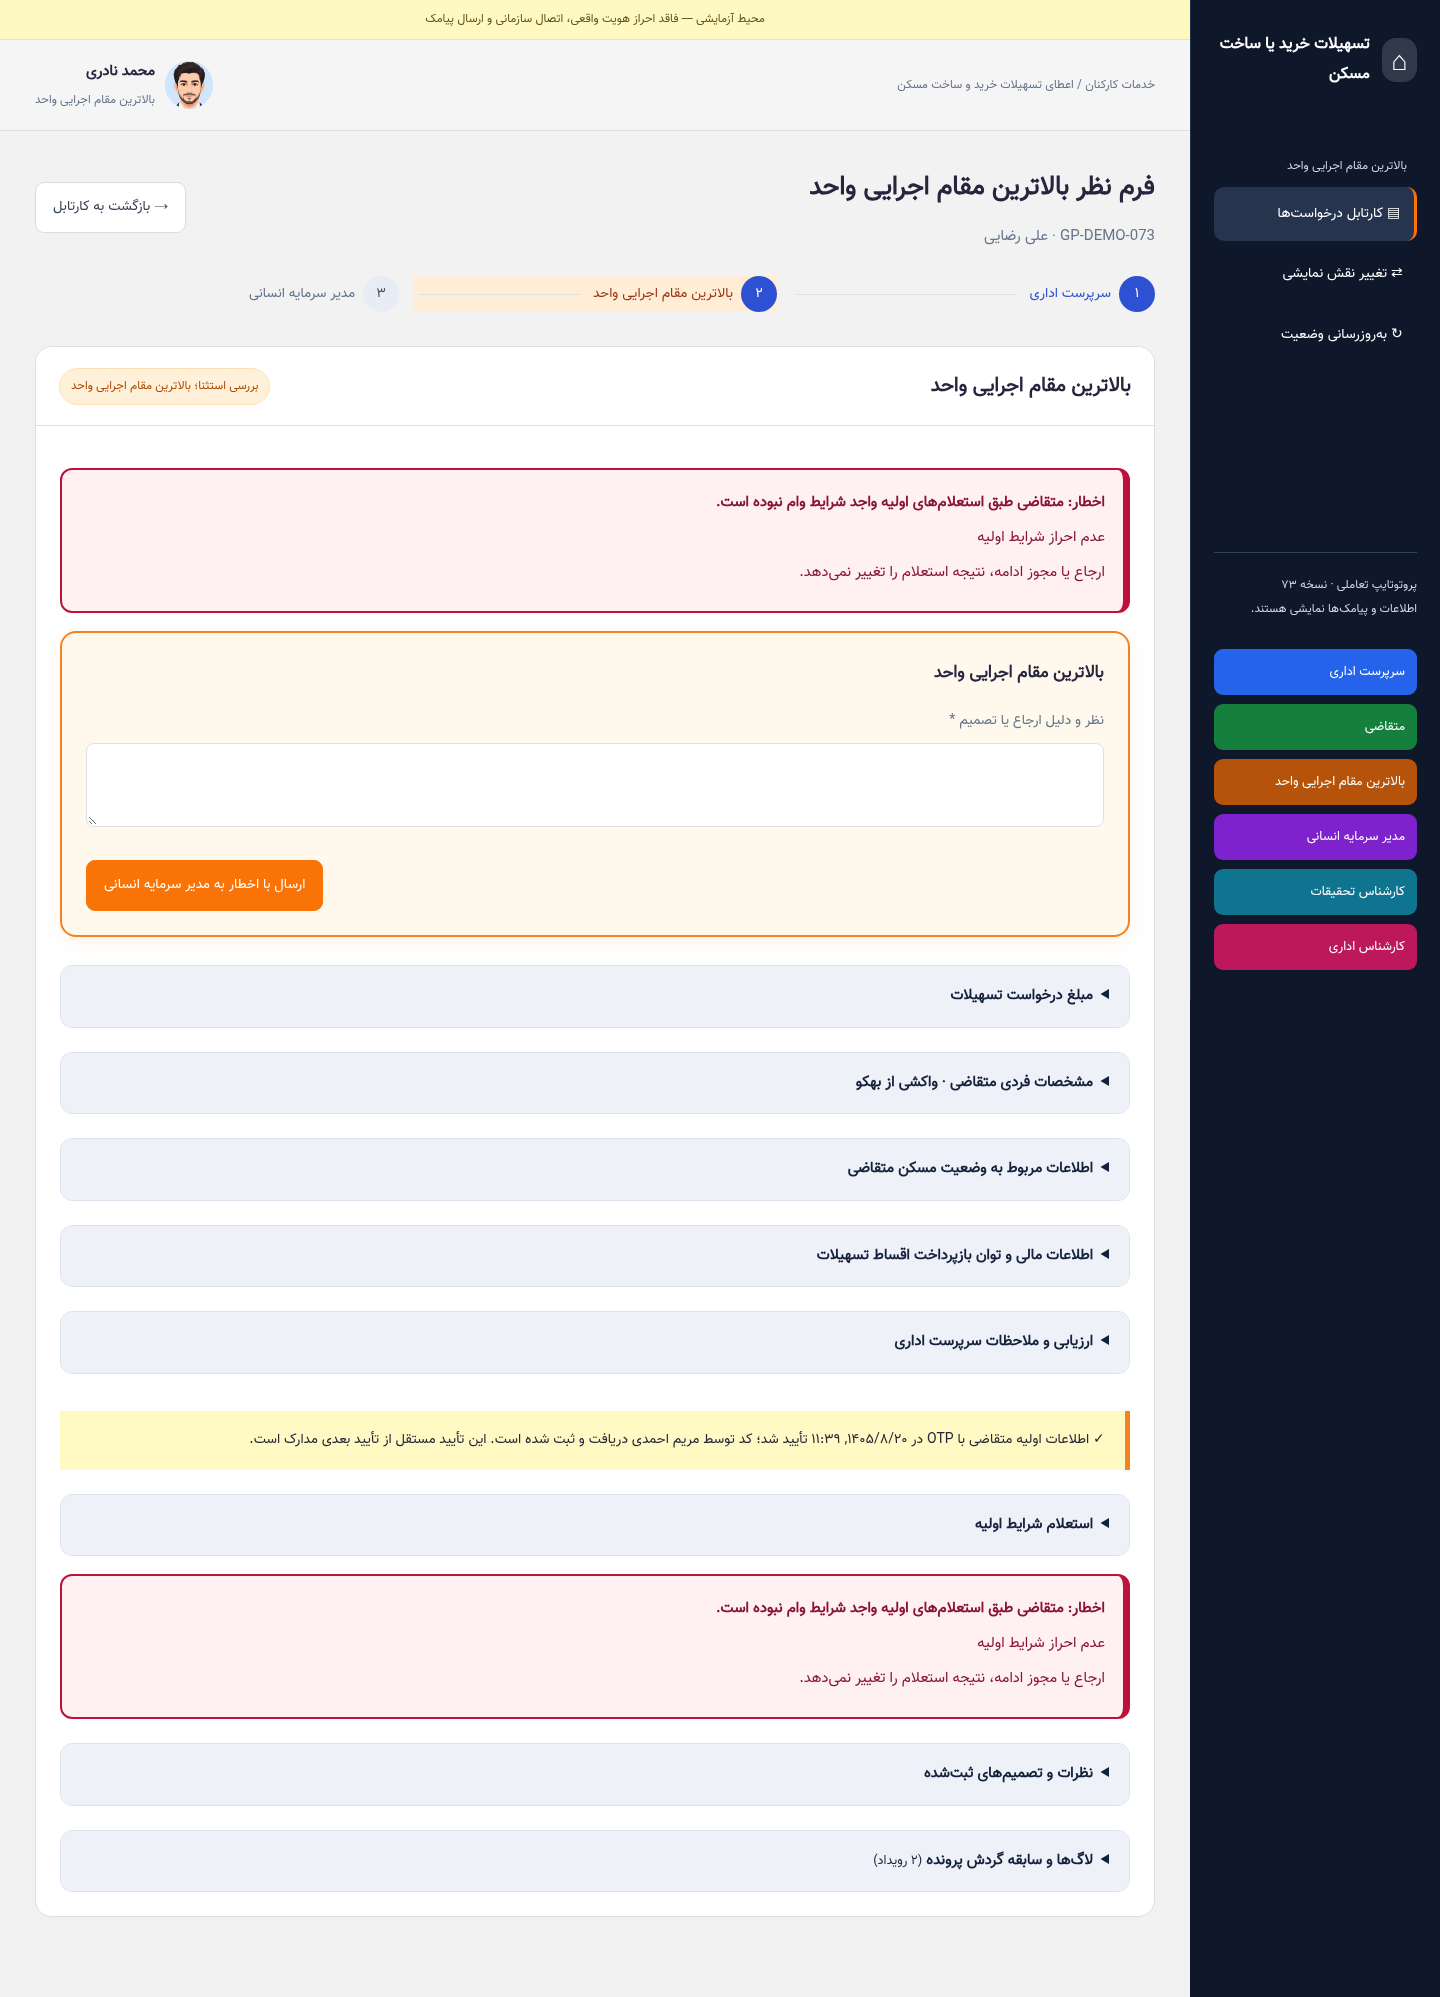 محیط آزمایشی — فاقد احراز هویت واقعی، اتصال سازمانی و ارسال پیامک
تسهیلات خرید یا ساخت
مسکن
بالاترین مقام اجرایی واحد
کارتابل درخواست‌ها
تغییر نقش نمایشی
به‌روزرسانی وضعیت
پروتوتایپ تعاملی · نسخه ۷۳
اطلاعات و پیامک‌ها نمایشی هستند.
سرپرست اداری
متقاضی
بالاترین مقام اجرایی واحد
مدیر سرمایه انسانی
کارشناس تحقیقات
کارشناس اداری
خدمات کارکنان / اعطای تسهیلات خرید و ساخت مسکن
محمد نادری
بالاترین مقام اجرایی واحد
فرم نظر بالاترین مقام اجرایی واحد
GP-DEMO-073 · علی رضایی
→ بازگشت به کارتابل
۱ سرپرست اداری
۲ بالاترین مقام اجرایی واحد
۳ مدیر سرمایه انسانی
بالاترین مقام اجرایی واحد
بررسی استثنا؛ بالاترین مقام اجرایی واحد
اخطار: متقاضی طبق استعلام‌های اولیه واجد شرایط وام نبوده است.
عدم احراز شرایط اولیه
ارجاع یا مجوز ادامه، نتیجه استعلام را تغییر نمی‌دهد.
بالاترین مقام اجرایی واحد
نظر و دلیل ارجاع یا تصمیم *
ارسال با اخطار به مدیر سرمایه انسانی
مبلغ درخواست تسهیلات
مشخصات فردی متقاضی · واکشی از بهکو
اطلاعات مربوط به وضعیت مسکن متقاضی
اطلاعات مالی و توان بازپرداخت اقساط تسهیلات
ارزیابی و ملاحظات سرپرست اداری
✓ اطلاعات اولیه متقاضی با OTP در ۱۴۰۵/۸/۲۰, ۱۱:۳۹ تأیید شد؛ کد توسط مریم احمدی دریافت و ثبت شده است. این تأیید مستقل از تأیید بعدی مدارک است.
استعلام شرایط اولیه
اخطار: متقاضی طبق استعلام‌های اولیه واجد شرایط وام نبوده است.
عدم احراز شرایط اولیه
ارجاع یا مجوز ادامه، نتیجه استعلام را تغییر نمی‌دهد.
نظرات و تصمیم‌های ثبت‌شده
لاگ‌ها و سابقه گردش پرونده (۲ رویداد)